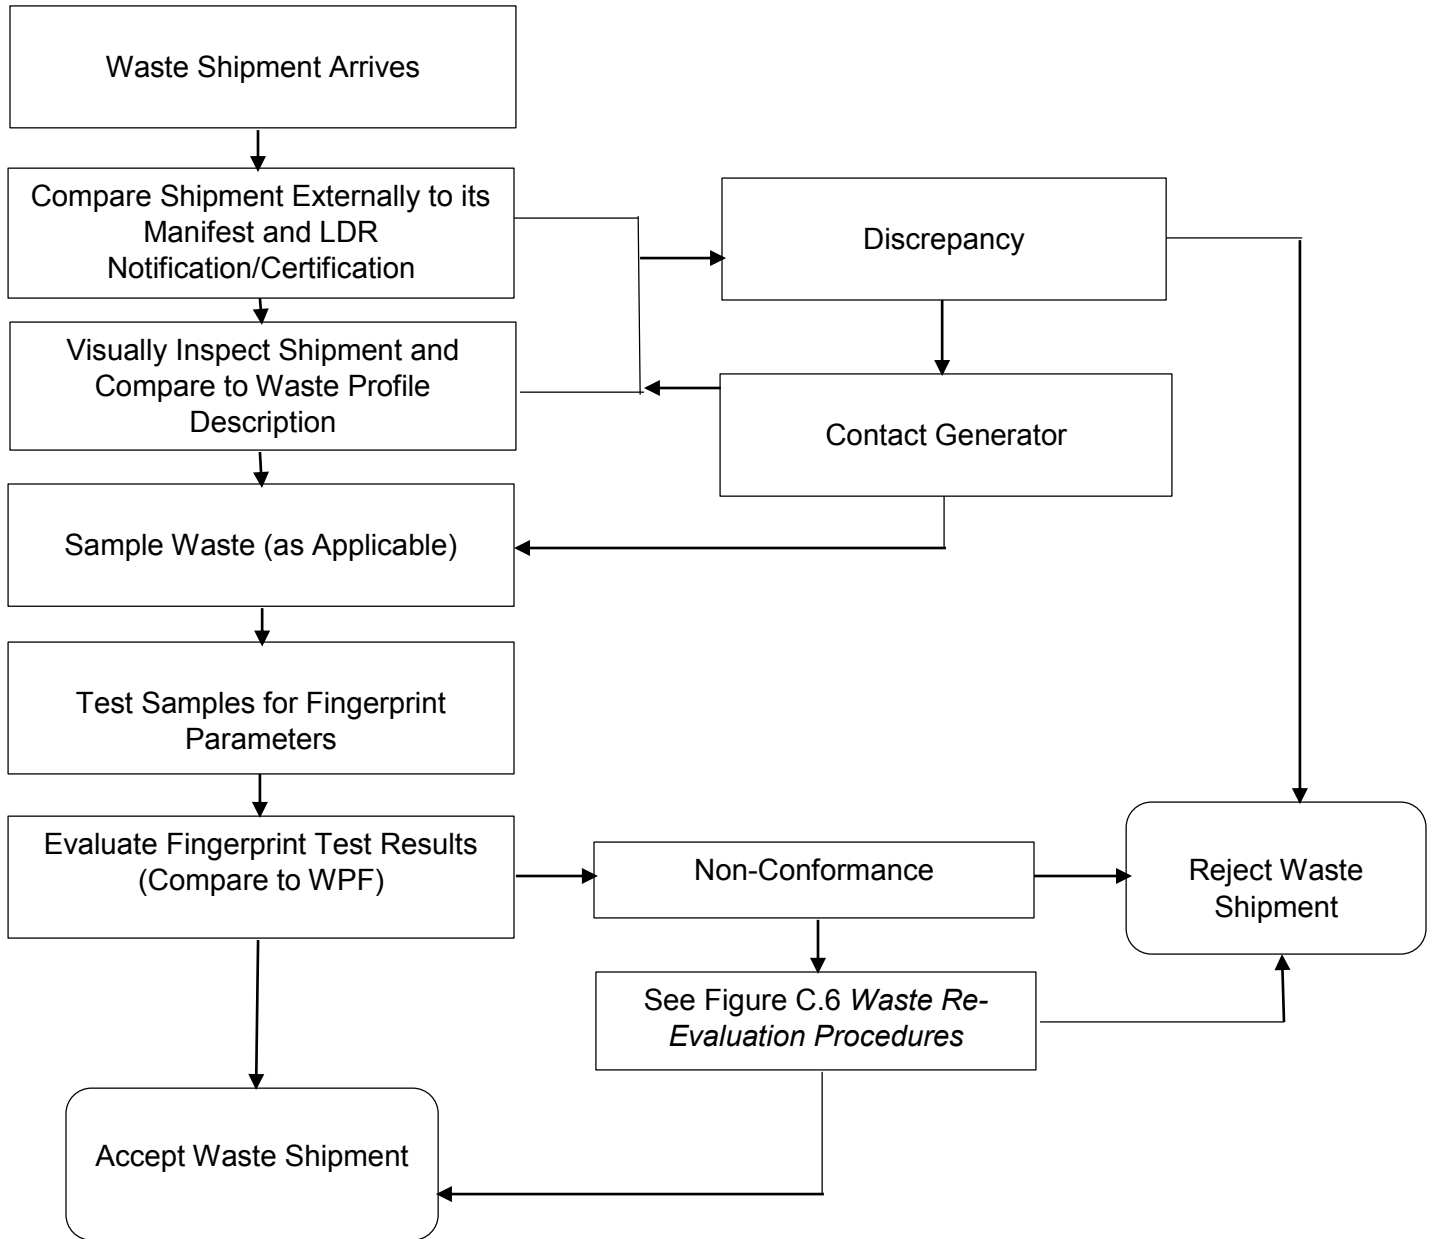 Waste Shipment Arrives
Compare Shipment Externally to its
Manifest and LDR
Notification/Certification
Discrepancy
Visually Inspect Shipment and
Compare to Waste Profile
Description
Contact Generator
Sample Waste (as Applicable)
Test Samples for Fingerprint
Parameters
Evaluate Fingerprint Test Results
(Compare to WPF)
Non-Conformance
Reject Waste
Shipment
See Figure C.6 Waste Re-
Evaluation Procedures
Accept Waste Shipment